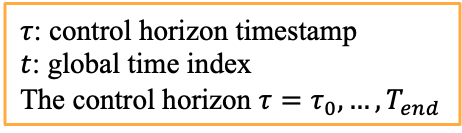 τ: control horizon timestamp
t: global time index
The control horizon τ = τ₀, … , T_end